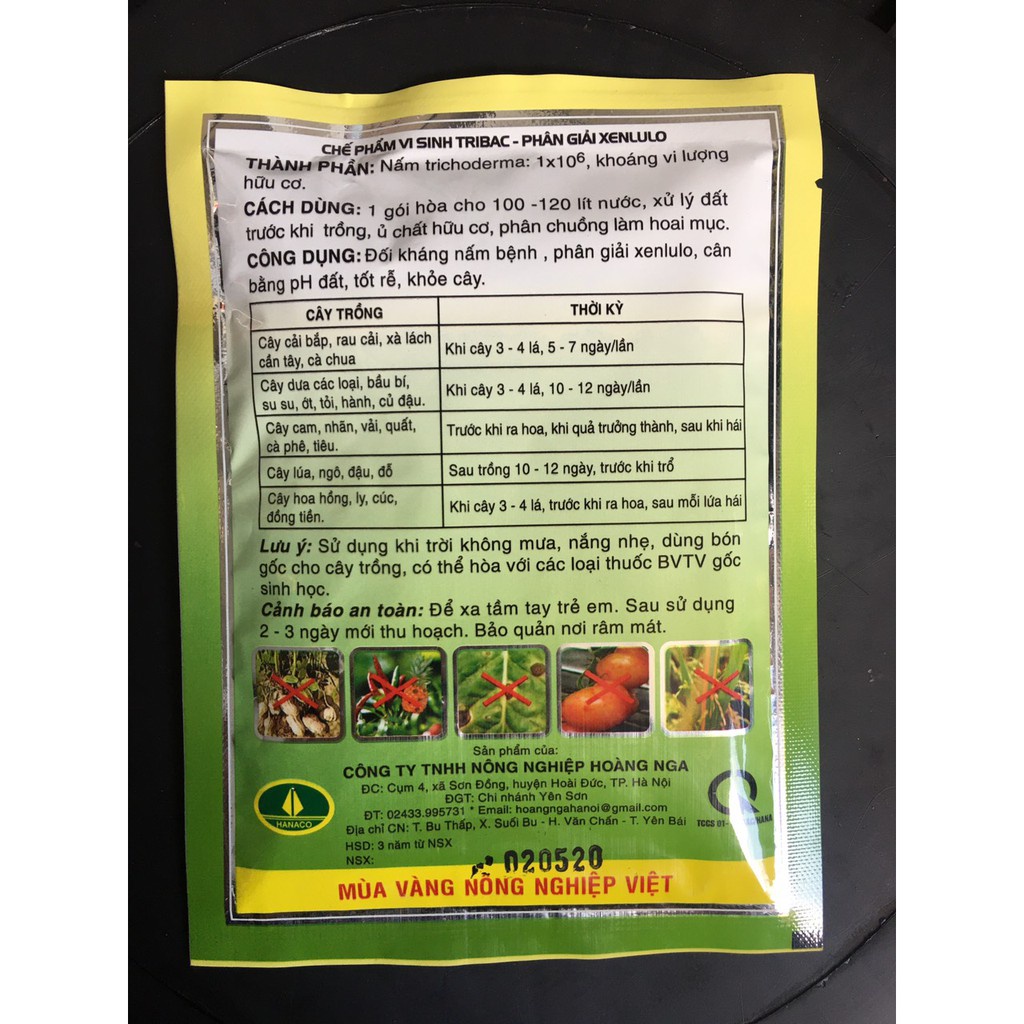 CHẾ PHẨM VI SINH TRIBAC - PHÂN GIẢI XENLULO
THÀNH PHẦN: Nấm trichoderma: 1x10⁶, khoáng vi lượng
hữu cơ.
CÁCH DÙNG: 1 gói hòa cho 100 -120 lít nước, xử lý đất
trước khi trồng, ủ chất hữu cơ, phân chuồng làm hoai mục.
CÔNG DỤNG: Đối kháng nấm bệnh , phân giải xenlulo, cân
bằng pH đất, tốt rễ, khỏe cây.
CÂY TRỒNG THỜI KỲ
Cây cải bắp, rau cải, xà lách
cần tây, cà chua
Khi cây 3 - 4 lá, 5 - 7 ngày/lần
Cây dưa các loại, bầu bí,
su su, ớt, tỏi, hành, củ đậu.
Khi cây 3 - 4 lá, 10 - 12 ngày/lần
Cây cam, nhãn, vải, quất,
cà phê, tiêu.
Trước khi ra hoa, khi quả trưởng thành, sau khi hái
Cây lúa, ngô, đậu, đỗ
Sau trồng 10 - 12 ngày, trước khi trổ
Cây hoa hồng, ly, cúc,
đồng tiền.
Khi cây 3 - 4 lá, trước khi ra hoa, sau mỗi lứa hái
Lưu ý: Sử dụng khi trời không mưa, nắng nhẹ, dùng bón
gốc cho cây trồng, có thể hòa với các loại thuốc BVTV gốc
sinh học.
Cảnh báo an toàn: Để xa tầm tay trẻ em. Sau sử dụng
2 - 3 ngày mới thu hoạch. Bảo quản nơi râm mát.
Sản phẩm của:
CÔNG TY TNHH NÔNG NGHIỆP HOÀNG NGA
ĐC: Cụm 4, xã Sơn Đồng, huyện Hoài Đức, TP. Hà Nội
ĐGT: Chi nhánh Yên Sơn
ĐT: 02433.995731 * Email: hoangngahanoi@gmail.com
Địa chỉ CN: T. Bu Thấp, X. Suối Bu - H. Văn Chấn - T. Yên Bái
HANACO
TCCS 01-
HSD: 3 năm từ NSX
NSX: 020520
MÙA VÀNG NÔNG NGHIỆP VIỆT